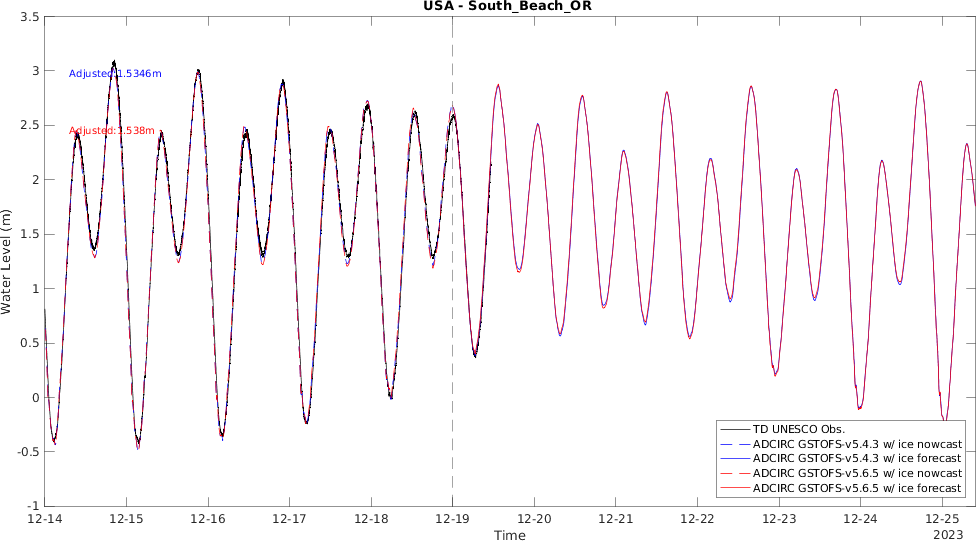 USA - South_Beach_OR
3.5
3
2.5
2
1.5
1
0.5
0
-0.5
-1
Water Level (m)
Adjusted:1.5346m
Adjusted:1.538m
12-14
12-15
12-16
12-17
12-18
12-19
12-20
12-21
12-22
12-23
12-24
12-25
2023
Time
TD UNESCO Obs.
ADCIRC GSTOFS-v5.4.3 w/ ice nowcast
ADCIRC GSTOFS-v5.4.3 w/ ice forecast
ADCIRC GSTOFS-v5.6.5 w/ ice nowcast
ADCIRC GSTOFS-v5.6.5 w/ ice forecast